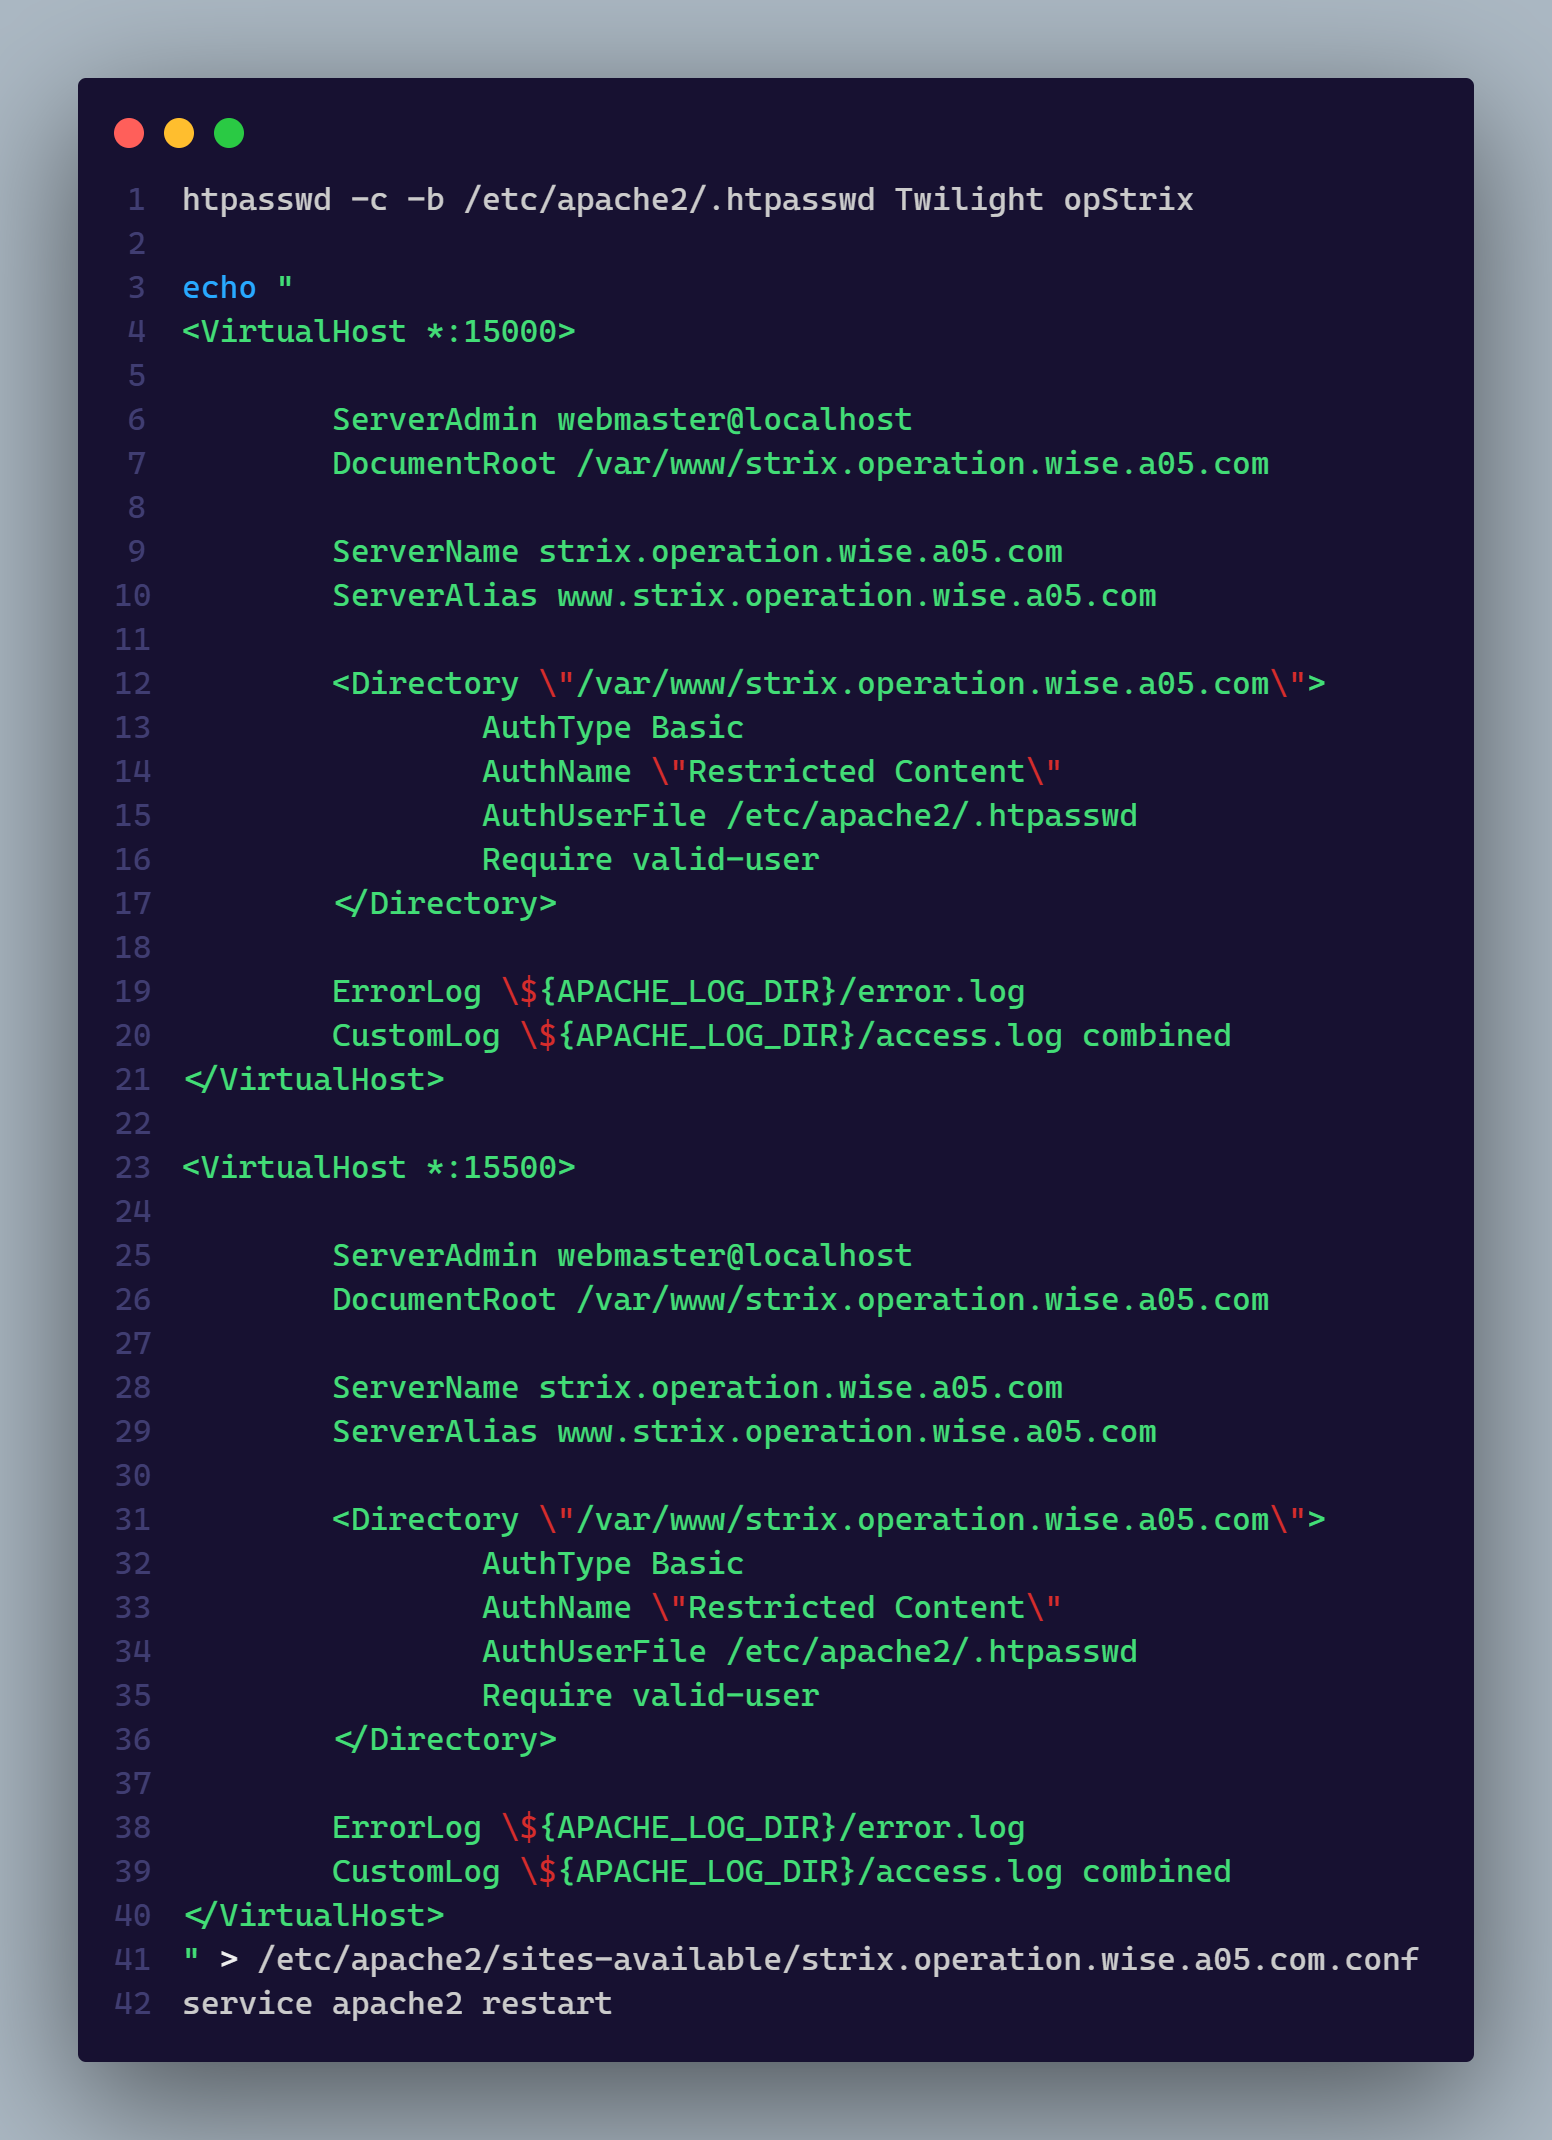 1 htpasswd -c -b /etc/apache2/.htpasswd Twilight opStrix
2
3 echo "
4 <VirtualHost *:15000>
5
6         ServerAdmin webmaster@localhost
7         DocumentRoot /var/www/strix.operation.wise.a05.com
8
9         ServerName strix.operation.wise.a05.com
10         ServerAlias www.strix.operation.wise.a05.com
11
12         <Directory \"/var/www/strix.operation.wise.a05.com\">
13                 AuthType Basic
14                 AuthName \"Restricted Content\"
15                 AuthUserFile /etc/apache2/.htpasswd
16                 Require valid-user
17         </Directory>
18
19         ErrorLog \${APACHE_LOG_DIR}/error.log
20         CustomLog \${APACHE_LOG_DIR}/access.log combined
21 </VirtualHost>
22
23 <VirtualHost *:15500>
24
25         ServerAdmin webmaster@localhost
26         DocumentRoot /var/www/strix.operation.wise.a05.com
27
28         ServerName strix.operation.wise.a05.com
29         ServerAlias www.strix.operation.wise.a05.com
30
31         <Directory \"/var/www/strix.operation.wise.a05.com\">
32                 AuthType Basic
33                 AuthName \"Restricted Content\"
34                 AuthUserFile /etc/apache2/.htpasswd
35                 Require valid-user
36         </Directory>
37
38         ErrorLog \${APACHE_LOG_DIR}/error.log
39         CustomLog \${APACHE_LOG_DIR}/access.log combined
40 </VirtualHost>
41 " > /etc/apache2/sites-available/strix.operation.wise.a05.com.conf
42 service apache2 restart